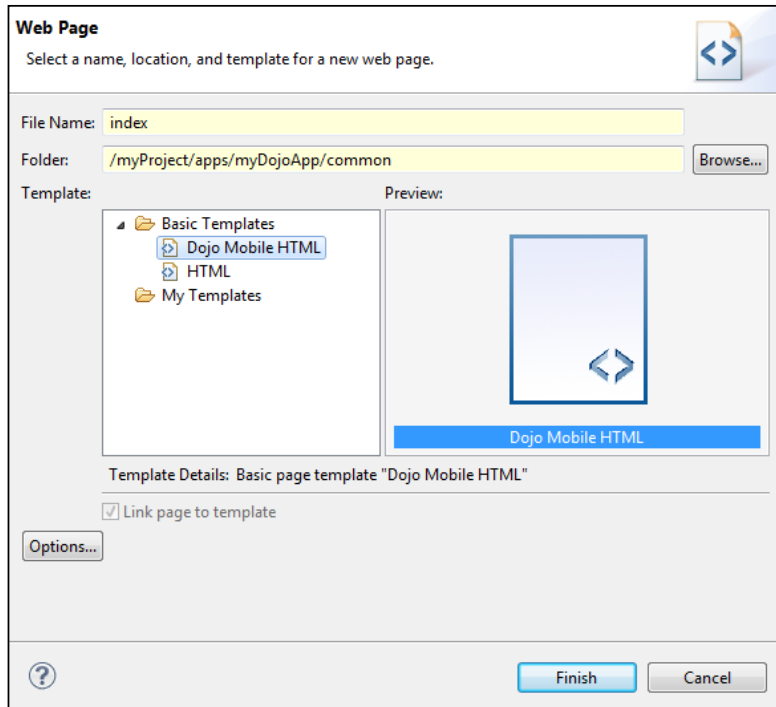 Web Page
Select a name, location, and template for a new web page.
File Name: index
Folder: /myProject/apps/myDojoApp/common Browse...
Template: Preview:
Basic Templates
Dojo Mobile HTML
HTML
My Templates
Dojo Mobile HTML
Template Details: Basic page template "Dojo Mobile HTML"
Link page to template
Options...
Finish Cancel